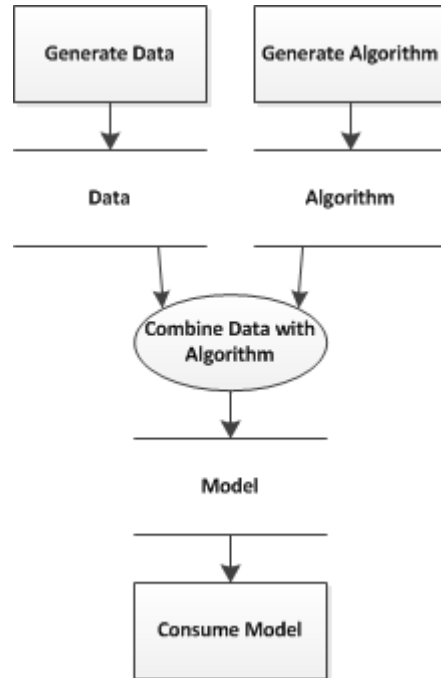 Generate Data
Generate Algorithm
Data
Algorithm
Combine Data with
Algorithm
Model
Consume Model